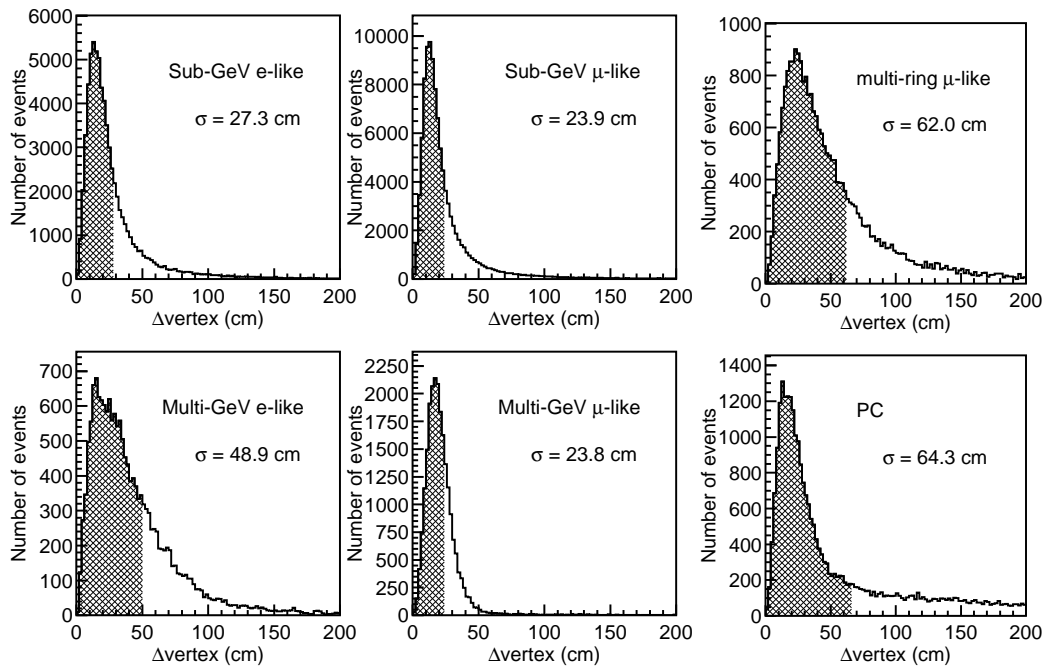 Number of events
6000
5000
4000
3000
2000
1000
0
Sub-GeV e-like
σ = 27.3 cm
0 50 100 150 200
Δvertex (cm)
Number of events
10000
8000
6000
4000
2000
0
Sub-GeV μ-like
σ = 23.9 cm
0 50 100 150 200
Δvertex (cm)
Number of events
1000
800
600
400
200
0
multi-ring μ-like
σ = 62.0 cm
0 50 100 150 200
Δvertex (cm)
Number of events
700
600
500
400
300
200
100
0
Multi-GeV e-like
σ = 48.9 cm
0 50 100 150 200
Δvertex (cm)
Number of events
2250
2000
1750
1500
1250
1000
750
500
250
0
Multi-GeV μ-like
σ = 23.8 cm
0 50 100 150 200
Δvertex (cm)
Number of events
1400
1200
1000
800
600
400
200
0
PC
σ = 64.3 cm
0 50 100 150 200
Δvertex (cm)